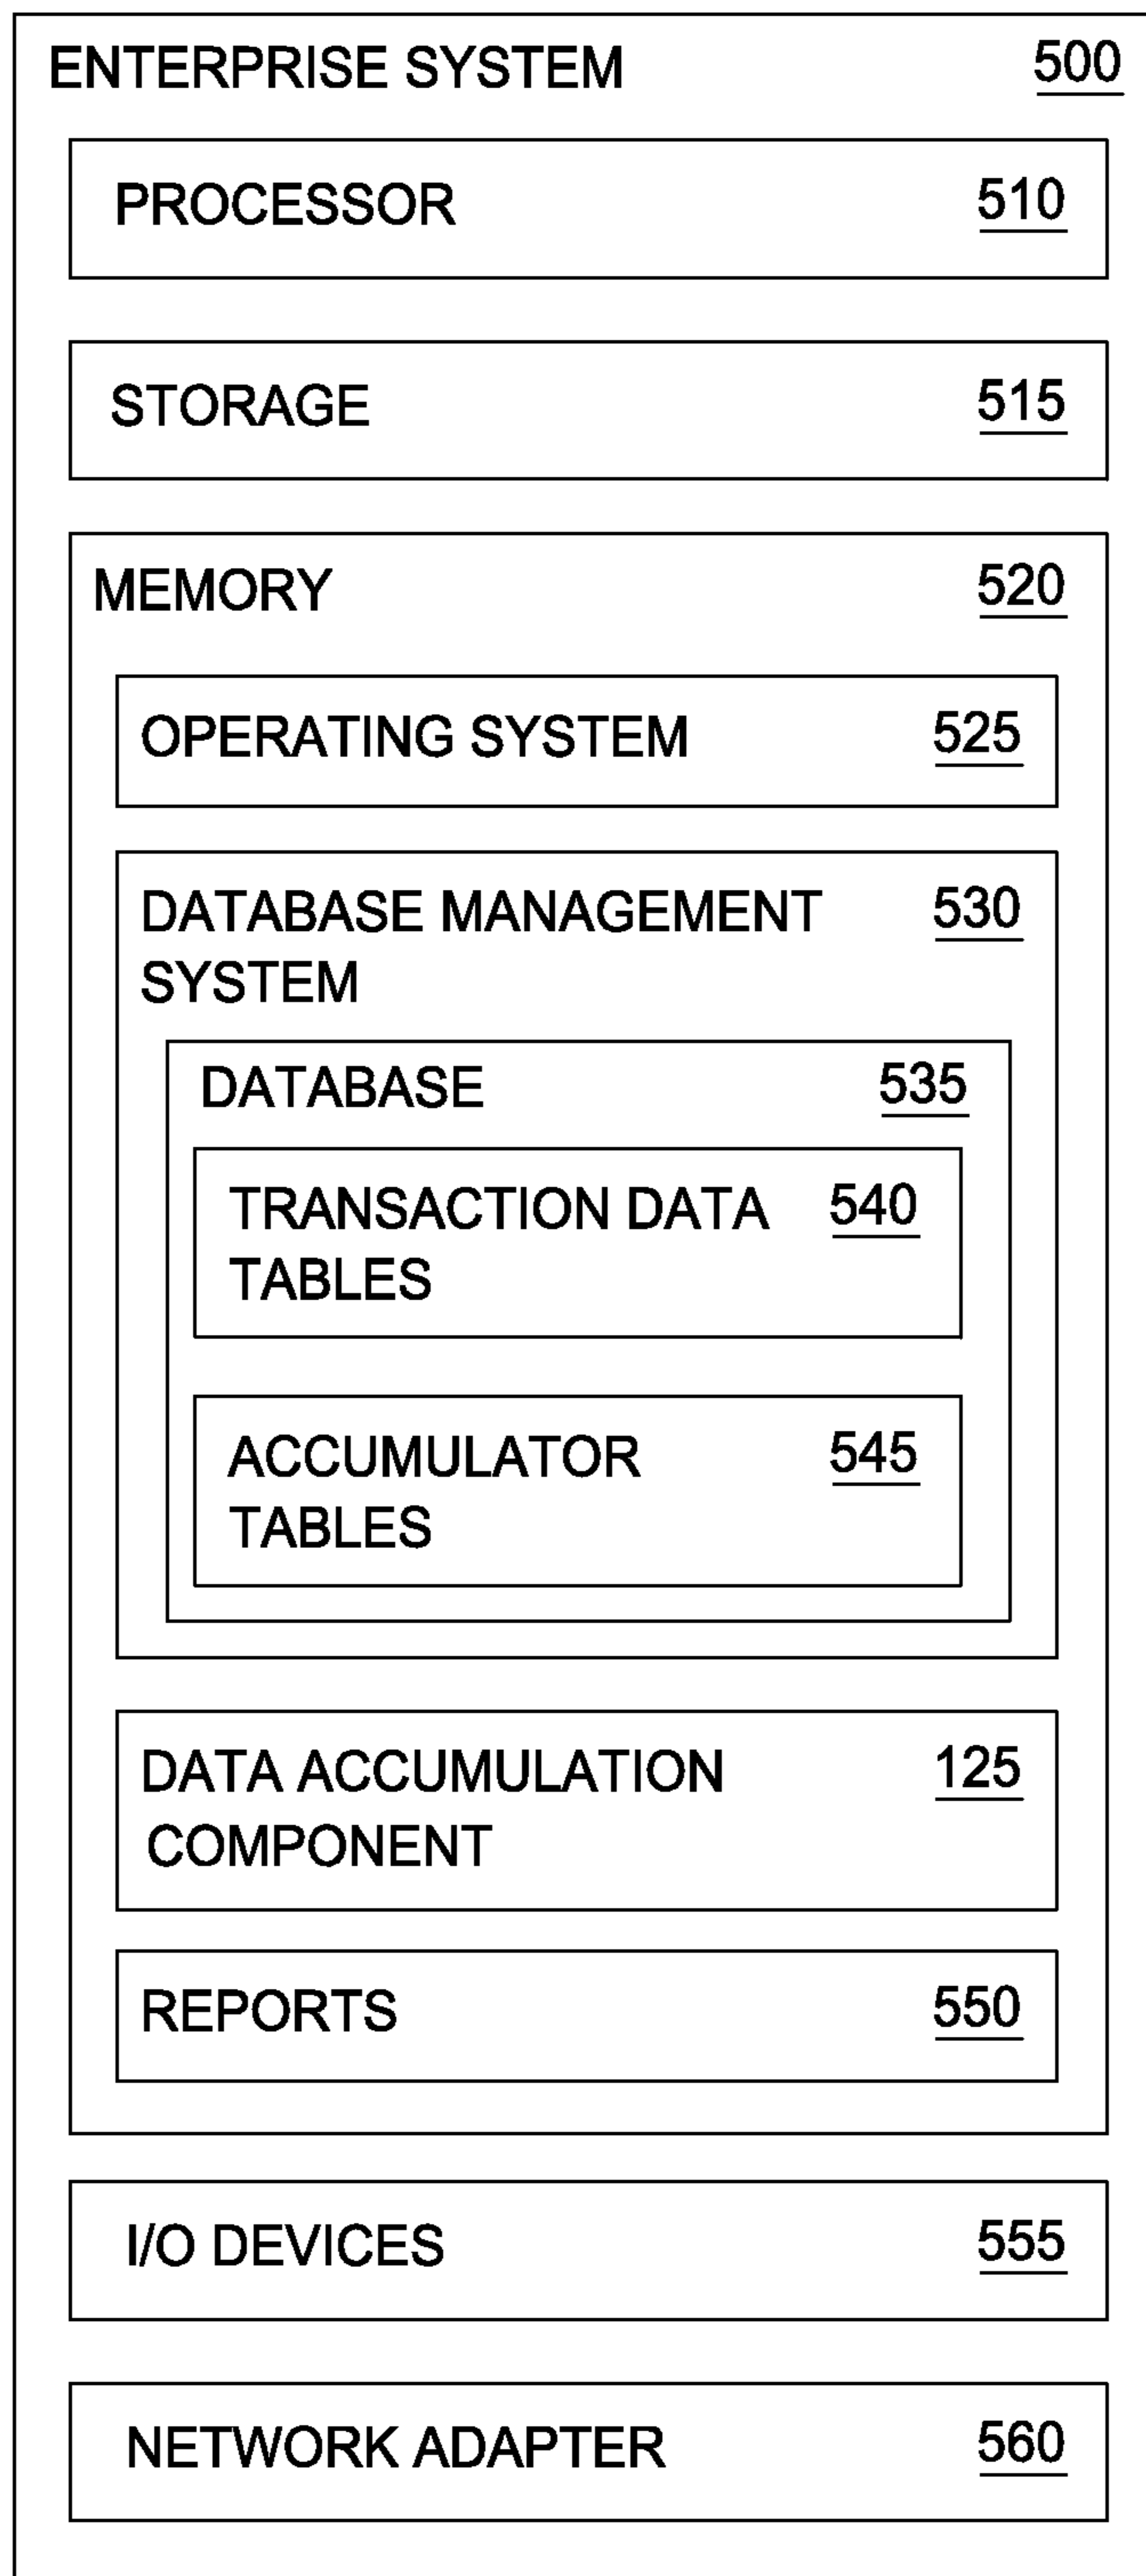 ENTERPRISE SYSTEM 500
PROCESSOR 510
STORAGE 515
MEMORY 520
OPERATING SYSTEM 525
DATABASE MANAGEMENT 530
SYSTEM
DATABASE 535
TRANSACTION DATA 540
TABLES
ACCUMULATOR 545
TABLES
DATA ACCUMULATION 125
COMPONENT
REPORTS 550
I/O DEVICES 555
NETWORK ADAPTER 560